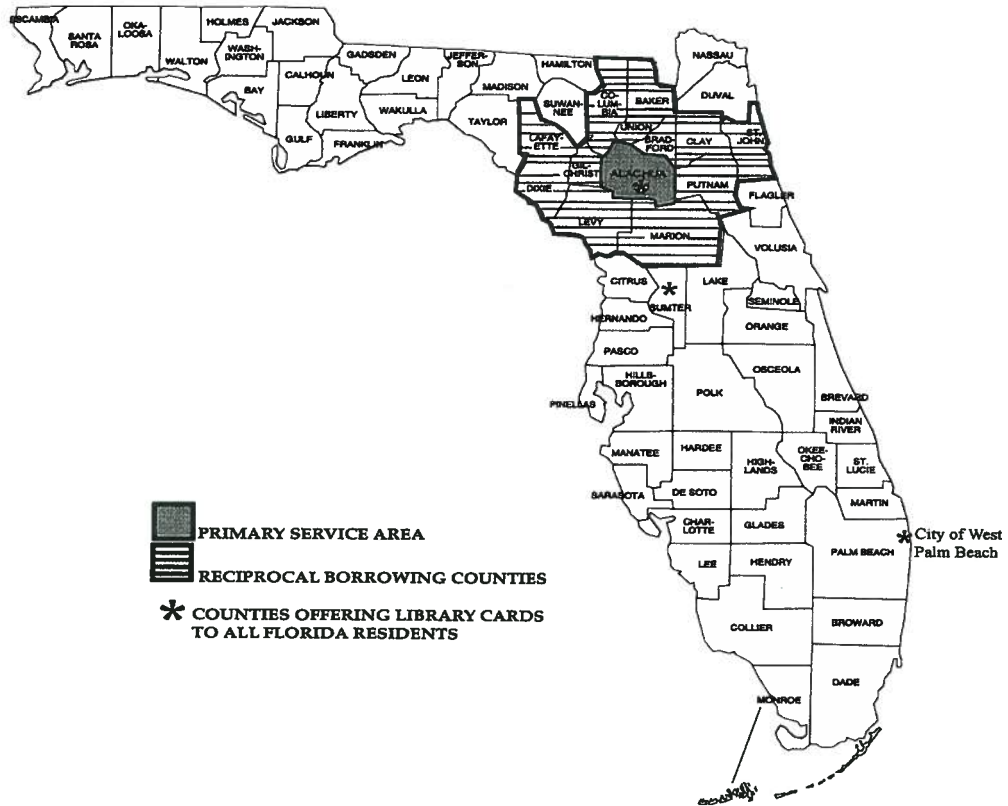 ESCAMBIA
SANTA
ROSA
OKA-
LOOSA
WALTON
HOLMES
JACKSON
WASH-
INGTON
BAY
CALHOUN
GULF
LIBERTY
GADSDEN
FRANKLIN
LEON
WAKULLA
JEFFER-
SON
MADISON
TAYLOR
HAMILTON
SUWAN-
NEE
LAFAY-
ETTE
CO-
LUM-
BIA
BAKER
NASSAU
DUVAL
UNION
BRAD-
FORD
CLAY
ST.
JOHN
GIL-
CHRIST
ALACHUA
DIXIE
PUTNAM
FLAGLER
LEVY
MARION
VOLUSIA
CITRUS
SUMTER
LAKE
SEMINOLE
HERNANDO
ORANGE
PASCO
OSCEOLA
HILLS-
BOROUGH
POLK
PINELLAS
BREVARD
INDIAN
RIVER
MANATEE
HARDEE
HIGH-
LANDS
OKEE-
CHO-
BEE
ST.
LUCIE
SARASOTA
DE SOTO
MARTIN
CHAR-
LOTTE
GLADES
PALM BEACH
City of West
Palm Beach
LEE
HENDRY
COLLIER
BROWARD
MONROE
DADE
PRIMARY SERVICE AREA
RECIPROCAL BORROWING COUNTIES
* COUNTIES OFFERING LIBRARY CARDS
TO ALL FLORIDA RESIDENTS